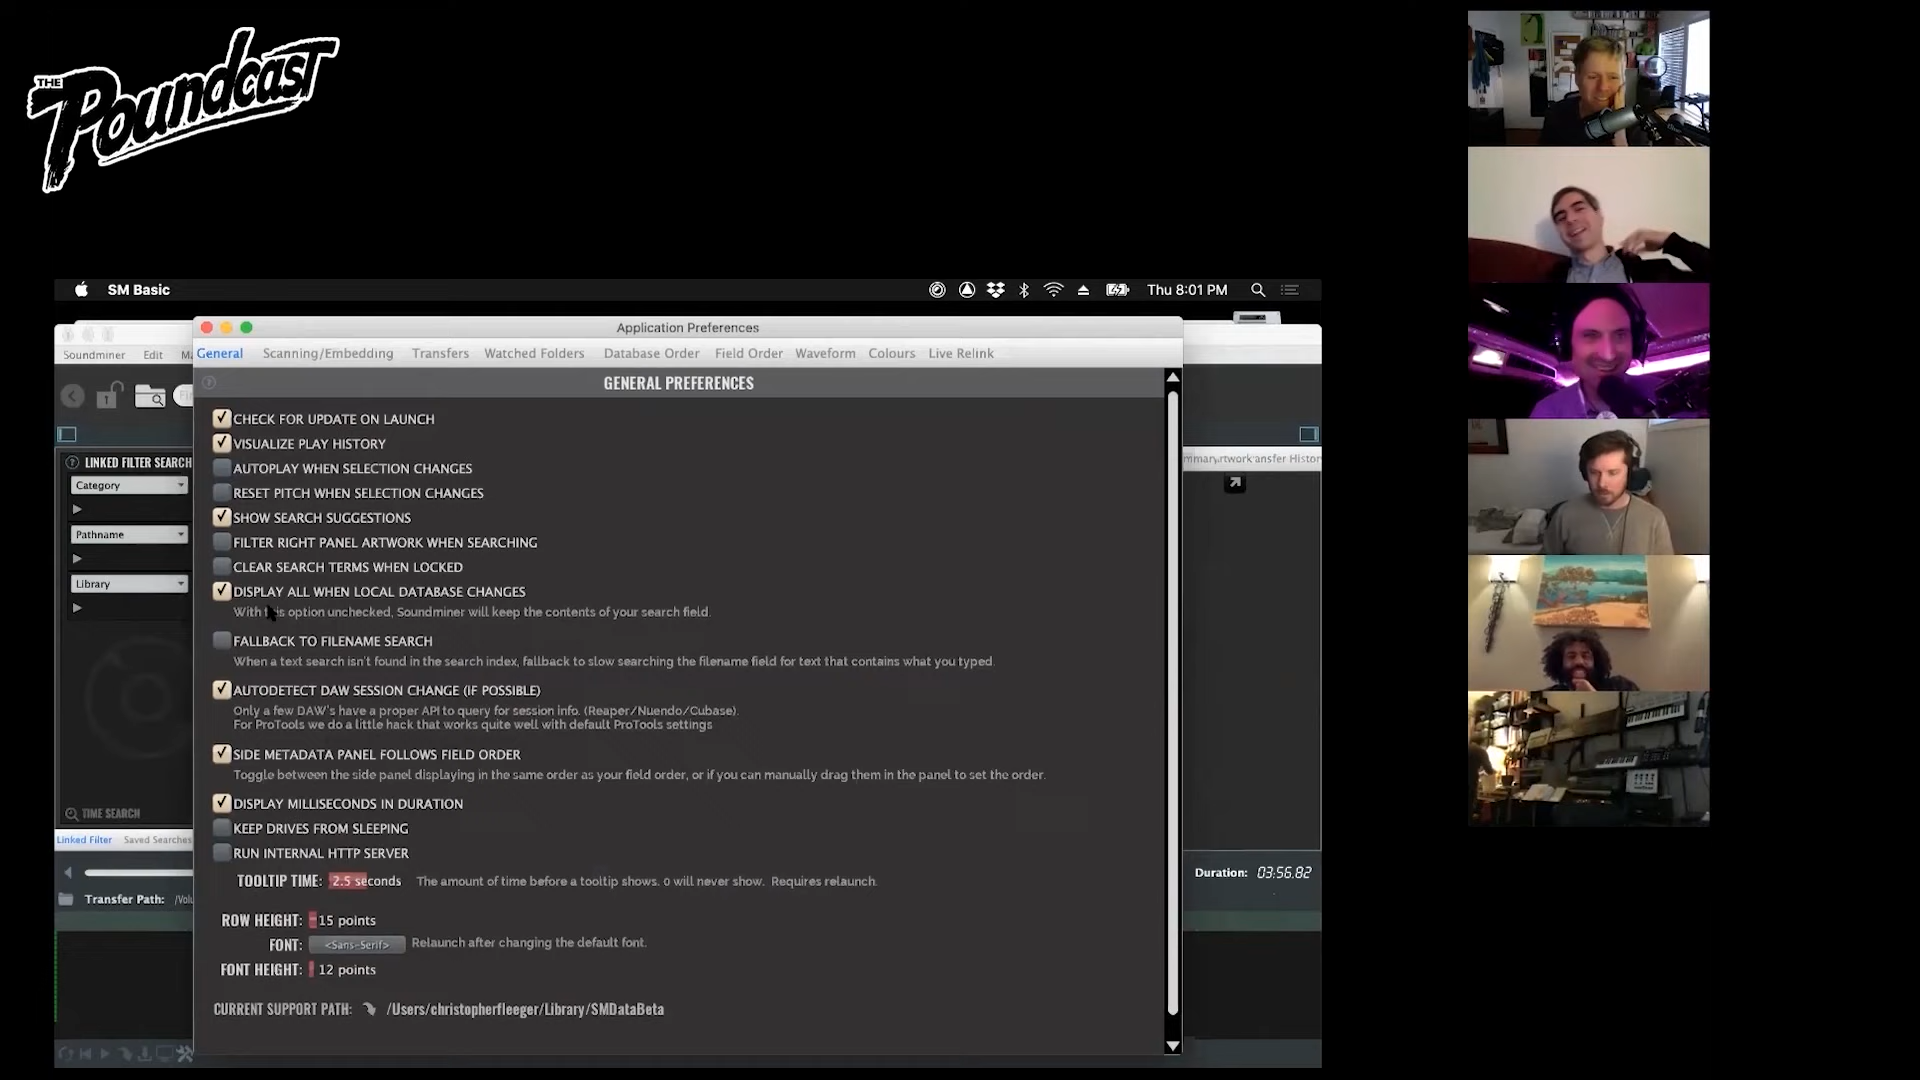 THE
Poundcast
SM Basic
Thu 8:01 PM
Application Preferences
Soundminer Edit
General Scanning/Embedding Transfers Watched Folders Database Order Field Order Waveform Colours Live Relink
GENERAL PREFERENCES
CHECK FOR UPDATE ON LAUNCH
VISUALIZE PLAY HISTORY
LINKED FILTER SEARCH
AUTOPLAY WHEN SELECTION CHANGES
Category
RESET PITCH WHEN SELECTION CHANGES
SHOW SEARCH SUGGESTIONS
Pathname
FILTER RIGHT PANEL ARTWORK WHEN SEARCHING
CLEAR SEARCH TERMS WHEN LOCKED
Library
DISPLAY ALL WHEN LOCAL DATABASE CHANGES
With this option unchecked, Soundminer will keep the contents of your search field.
FALLBACK TO FILENAME SEARCH
When a text search isn't found in the search index, fallback to slow searching the filename field for text that contains what you typed.
AUTODETECT DAW SESSION CHANGE (IF POSSIBLE)
Only a few DAW's have a proper API to query for session info. (Reaper/Nuendo/Cubase).
For ProTools we do a little hack that works quite well with default ProTools settings
SIDE METADATA PANEL FOLLOWS FIELD ORDER
Toggle between the side panel displaying in the same order as your field order, or if you can manually drag them in the panel to set the order.
DISPLAY MILLISECONDS IN DURATION
TIME SEARCH
KEEP DRIVES FROM SLEEPING
Linked Filter Saved Searches
RUN INTERNAL HTTP SERVER
TOOLTIP TIME: 2.5 seconds The amount of time before a tooltip shows. 0 will never show. Requires relaunch.
Duration: 03:56.82
Transfer Path:
ROW HEIGHT: 15 points
FONT: <Sans-Serif> Relaunch after changing the default font.
FONT HEIGHT: 12 points
CURRENT SUPPORT PATH: /Users/christopherfleeger/Library/SMDataBeta